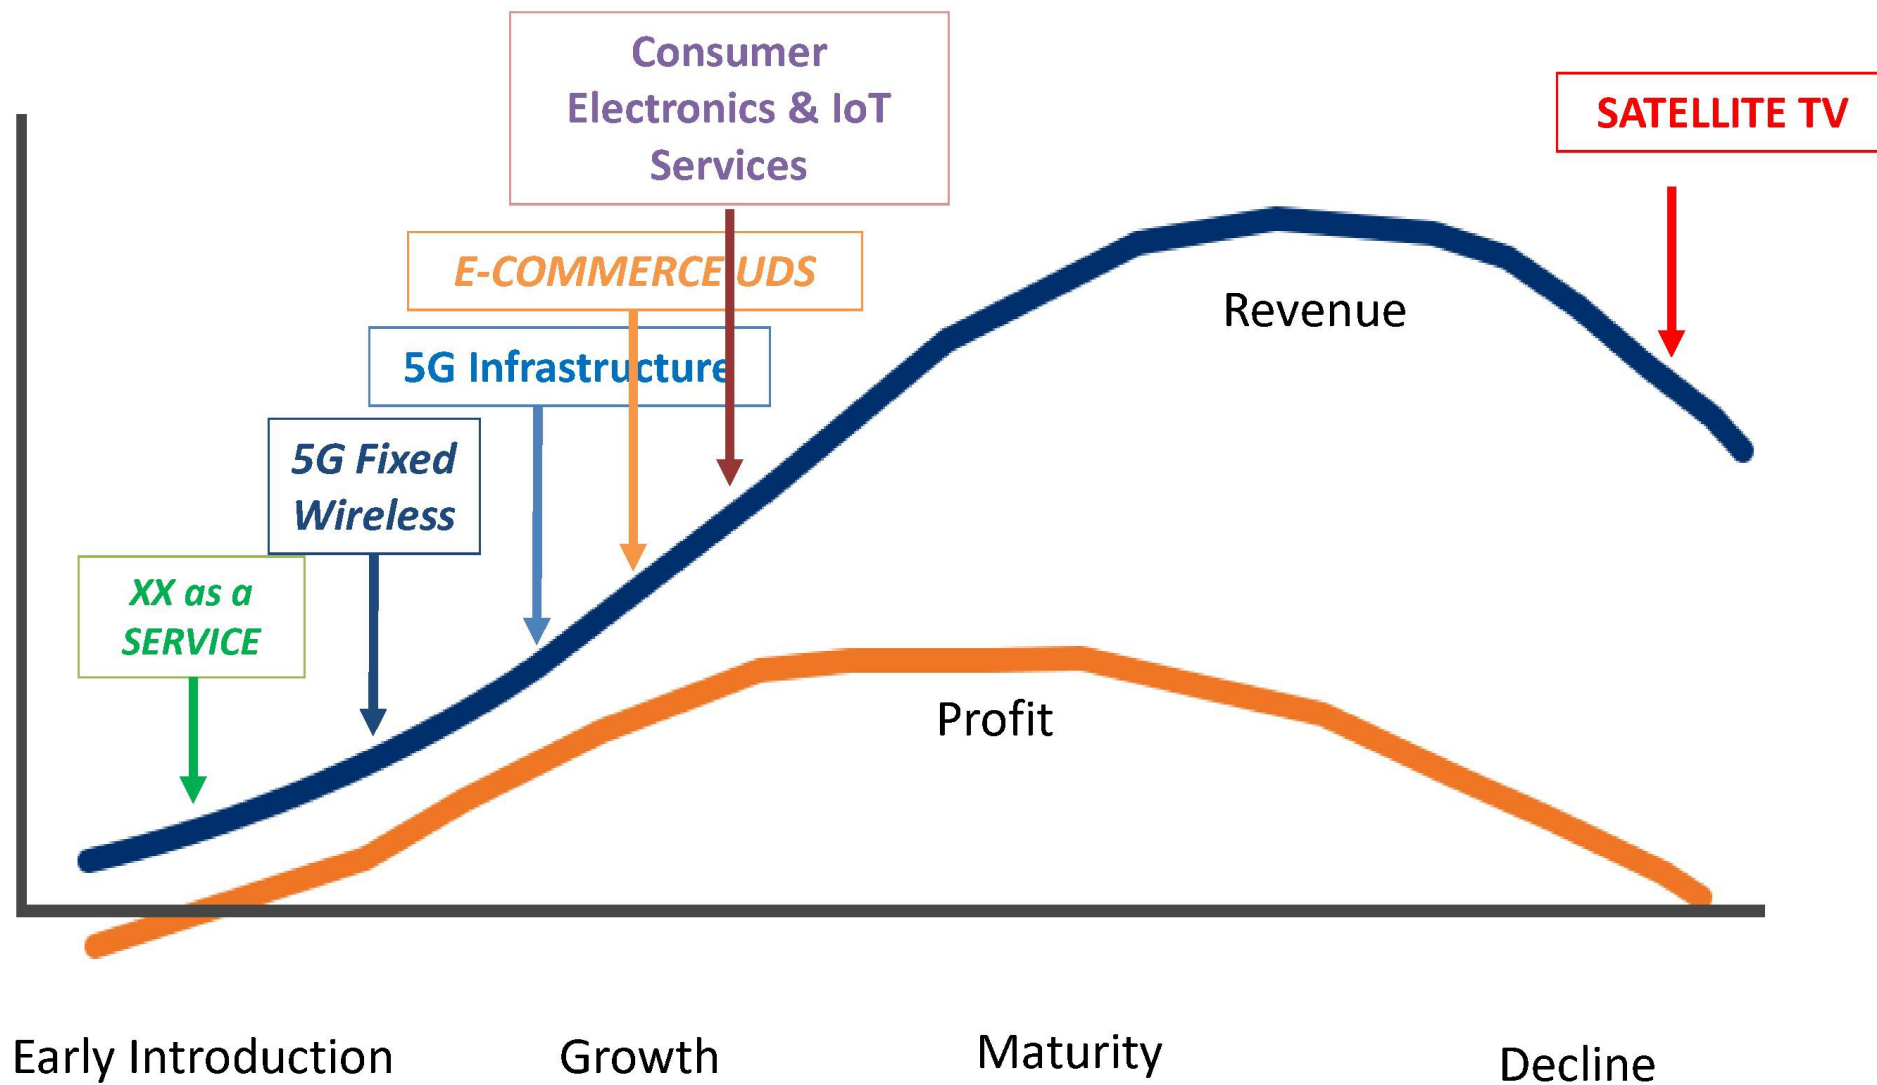 Consumer
Electronics & IoT
Services
SATELLITE TV
E-COMMERCE UDS
Revenue
5G Infrastructure
5G Fixed
Wireless
XX as a
SERVICE
Profit
Early Introduction
Growth
Maturity
Decline